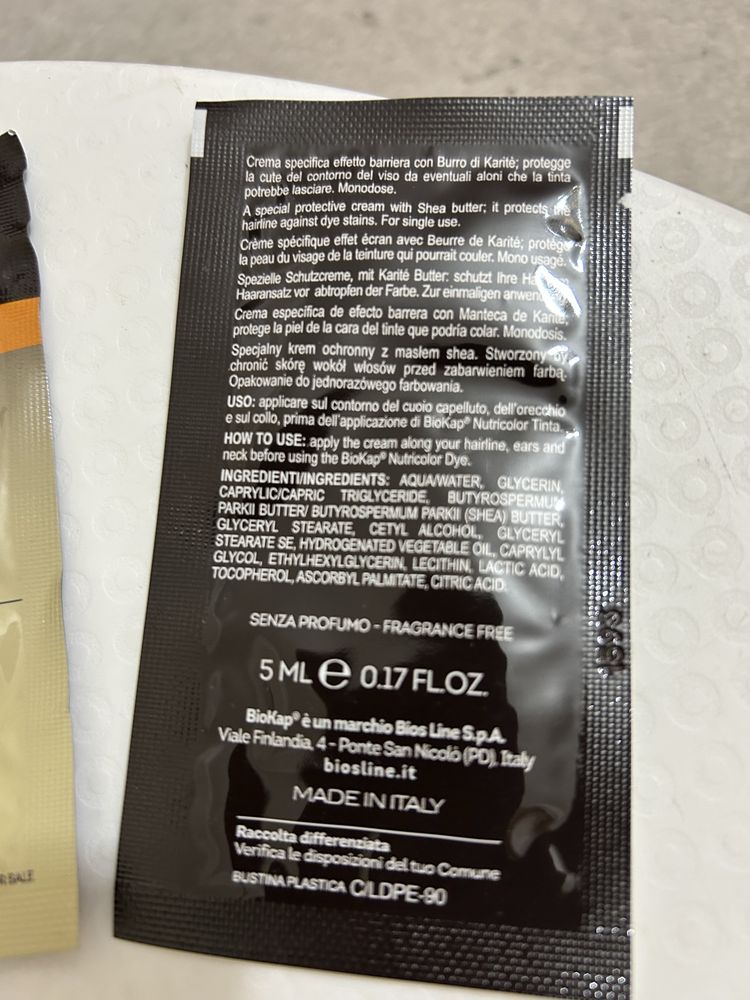 Crema specifica effetto barriera con Burro di Karitè; protegge
la cute del contorno del viso da eventuali aloni che la tinta
potrebbe lasciare. Monodose.
A special protective cream with Shea butter; it protects the
hairline against dye stains. For single use.
Crème spécifique effet écran avec Beurre de Karité; protège
la peau du visage de la teinture qui pourrait couler. Mono usage.
Spezielle Schutzcreme, mit Karité Butter: schutzt Ihre
Haaransatz vor abtropfen der Farbe. Zur einmaligen
Crema especifica de efecto barrera con Manteca de Karité;
protege la piel de la cara del tinte que podría colar. Monodosis.
Specjalny krem ochronny z masłem shea. Stworzony by
chronić skórę wokół włosów przed zabarwieniem farbą.
Opakowanie do jednorazówego farbowania.
USO: applicare sul contorno del cuoio capelluto, dell'orecchio
e sul collo, prima dell'applicazione di BioKap® Nutricolor Tinta.
HOW TO USE: apply the cream along your hairline, ears and
neck before using the BioKap® Nutricolor Dye.
INGREDIENTI/INGREDIENTS: AQUA/WATER, GLYCERIN,
CAPRYLIC/CAPRIC TRIGLYCERIDE, BUTYROSPERMUM
PARKII BUTTER/ BUTYROSPERMUM PARKII (SHEA) BUTTER,
GLYCERYL STEARATE, CETYL ALCOHOL, GLYCERYL
STEARATE SE, HYDROGENATED VEGETABLE OIL, CAPRYLYL
GLYCOL, ETHYLHEXYLGLYCERIN, LECITHIN, LACTIC ACID,
TOCOPHEROL, ASCORBYL PALMITATE, CITRIC ACID.
SENZA PROFUMO - FRAGRANCE FREE
5 ML e 0.17 FL.OZ.
BioKap® è un marchio Bios Line S.p.A.
Viale Finlandia, 4 - Ponte San Nicolò (PD), Italy
biosline.it
MADE IN ITALY
Raccolta differenziata
Verifica le disposizioni del tuo Comune
BUSTINA PLASTICA C/LDPE-90
SALE